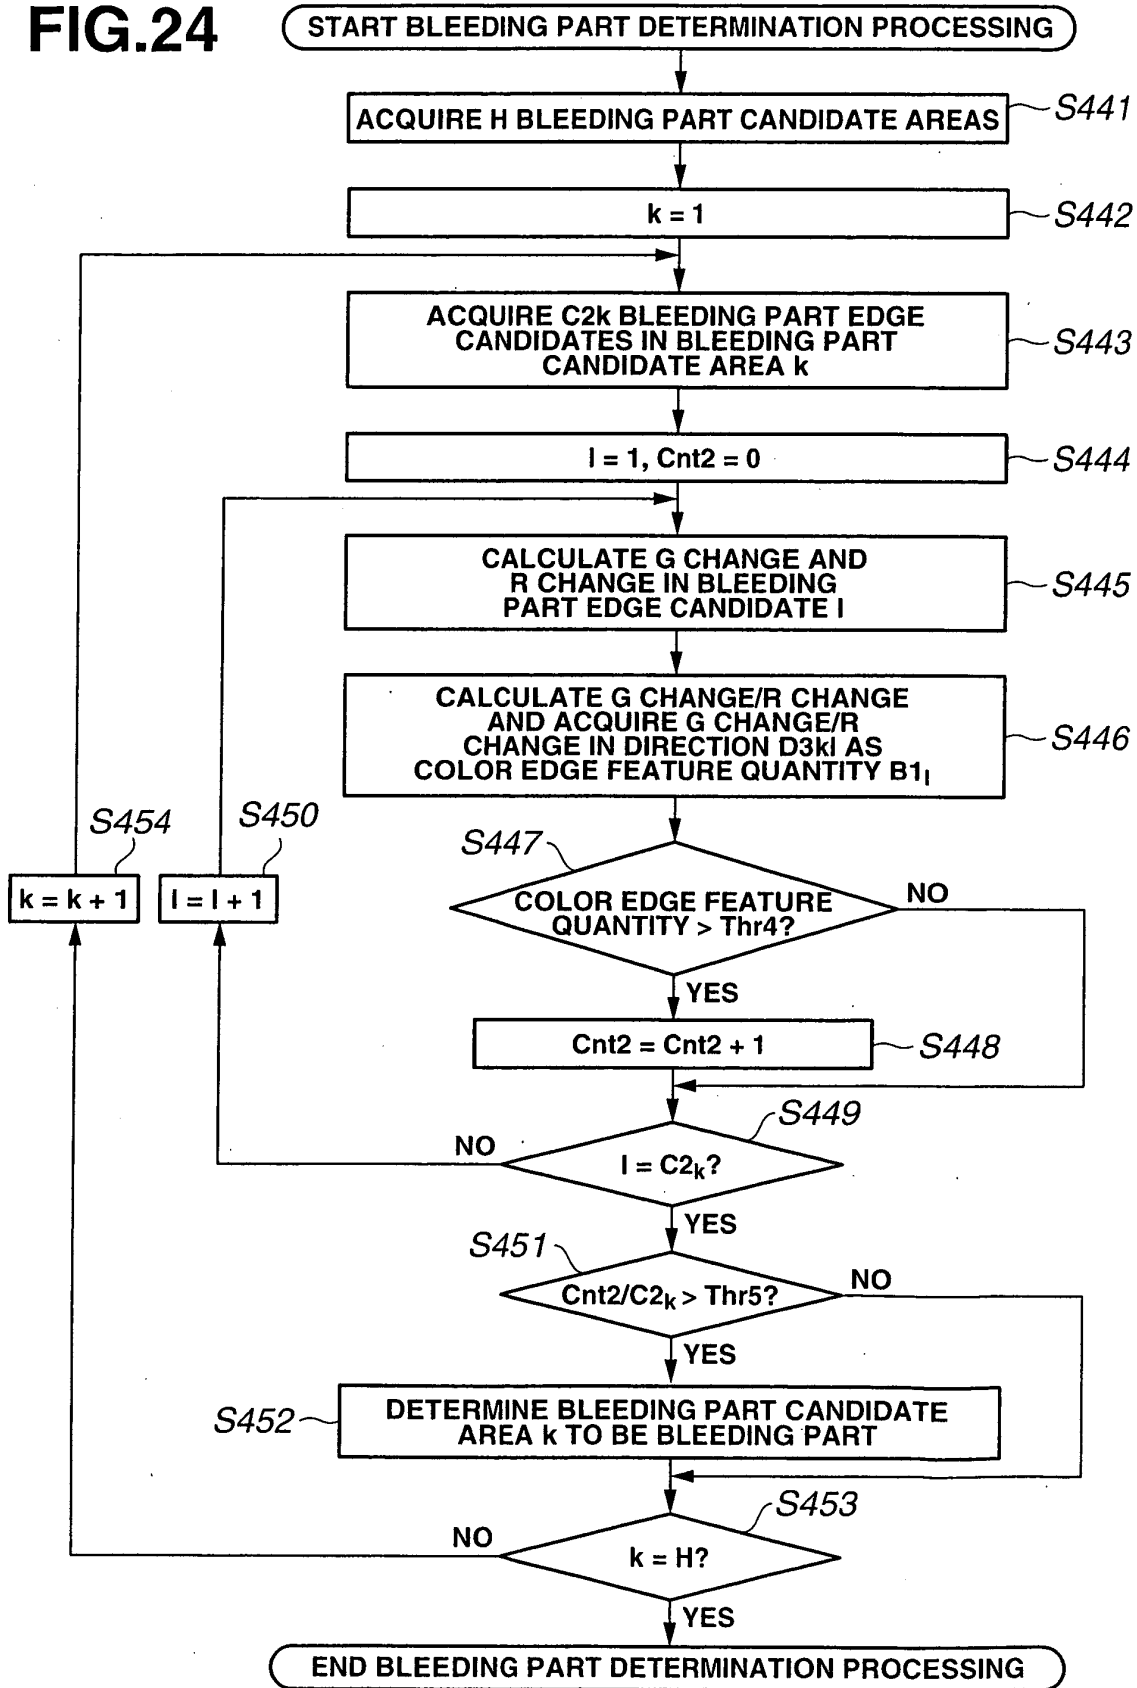 FIG.24
START BLEEDING PART DETERMINATION PROCESSING
ACQUIRE H BLEEDING PART CANDIDATE AREAS
S441
k = 1
S442
ACQUIRE C2k BLEEDING PART EDGE
CANDIDATES IN BLEEDING PART
CANDIDATE AREA k
S443
l = 1, Cnt2 = 0
S444
CALCULATE G CHANGE AND
R CHANGE IN BLEEDING
PART EDGE CANDIDATE l
S445
CALCULATE G CHANGE/R CHANGE
AND ACQUIRE G CHANGE/R
CHANGE IN DIRECTION D3kl AS
COLOR EDGE FEATURE QUANTITY B1l
S446
S454
k = k + 1
S450
l = l + 1
S447
COLOR EDGE FEATURE
QUANTITY > Thr4?
NO
YES
Cnt2 = Cnt2 + 1
S448
S449
NO
l = C2k?
YES
S451
Cnt2/C2k > Thr5?
NO
YES
S452
DETERMINE BLEEDING PART CANDIDATE
AREA k TO BE BLEEDING PART
S453
NO
k = H?
YES
END BLEEDING PART DETERMINATION PROCESSING